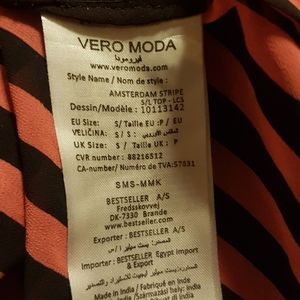 VERO MODA
فيرومودا
www.veromoda.com
Style Name / Nom de style :
AMSTERDAM STRIPE
S/L TOP - LCS
Dessin/Modèle : 10113142
EU Size: S/ Taille EU :P / EU
VELIČINA: S / S :
UK Size: S/ Taille UK : P
CVR number : 88216512
CA-number/ Numéro de TVA:57831
SMS-MMK
BESTSELLER A/S
Fredskovvej
DK-7330 Brande
www.bestseller.com
Exporter : BESTSELLER A/S
Importer : BESTSELLER Egypt import
& Export
Made in India / Fabriqué en Inde